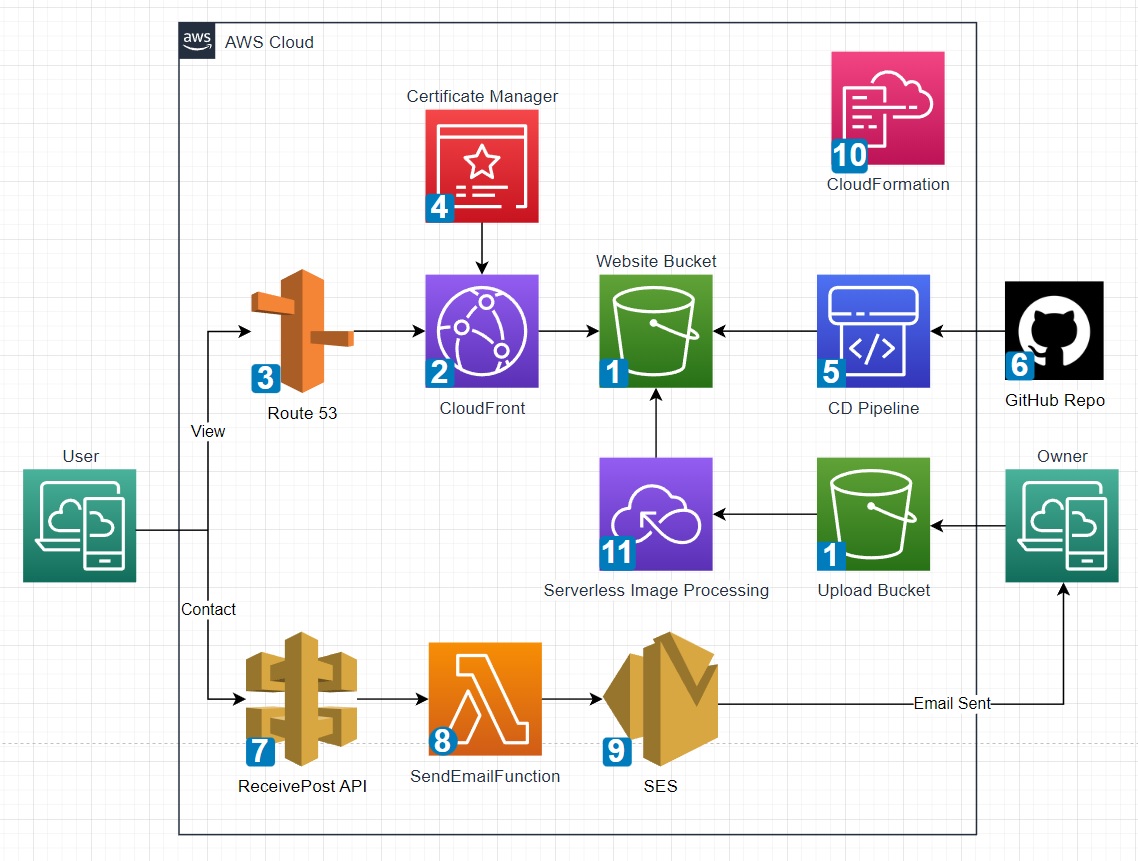 aws
AWS Cloud
Certificate Manager
4
10
CloudFormation
Website Bucket
3
Route 53
2
CloudFront
1
5
CD Pipeline
6
GitHub Repo
View
User
Owner
11
Serverless Image Processing
1
Upload Bucket
Contact
7
ReceivePost API
8
SendEmailFunction
9
SES
Email Sent